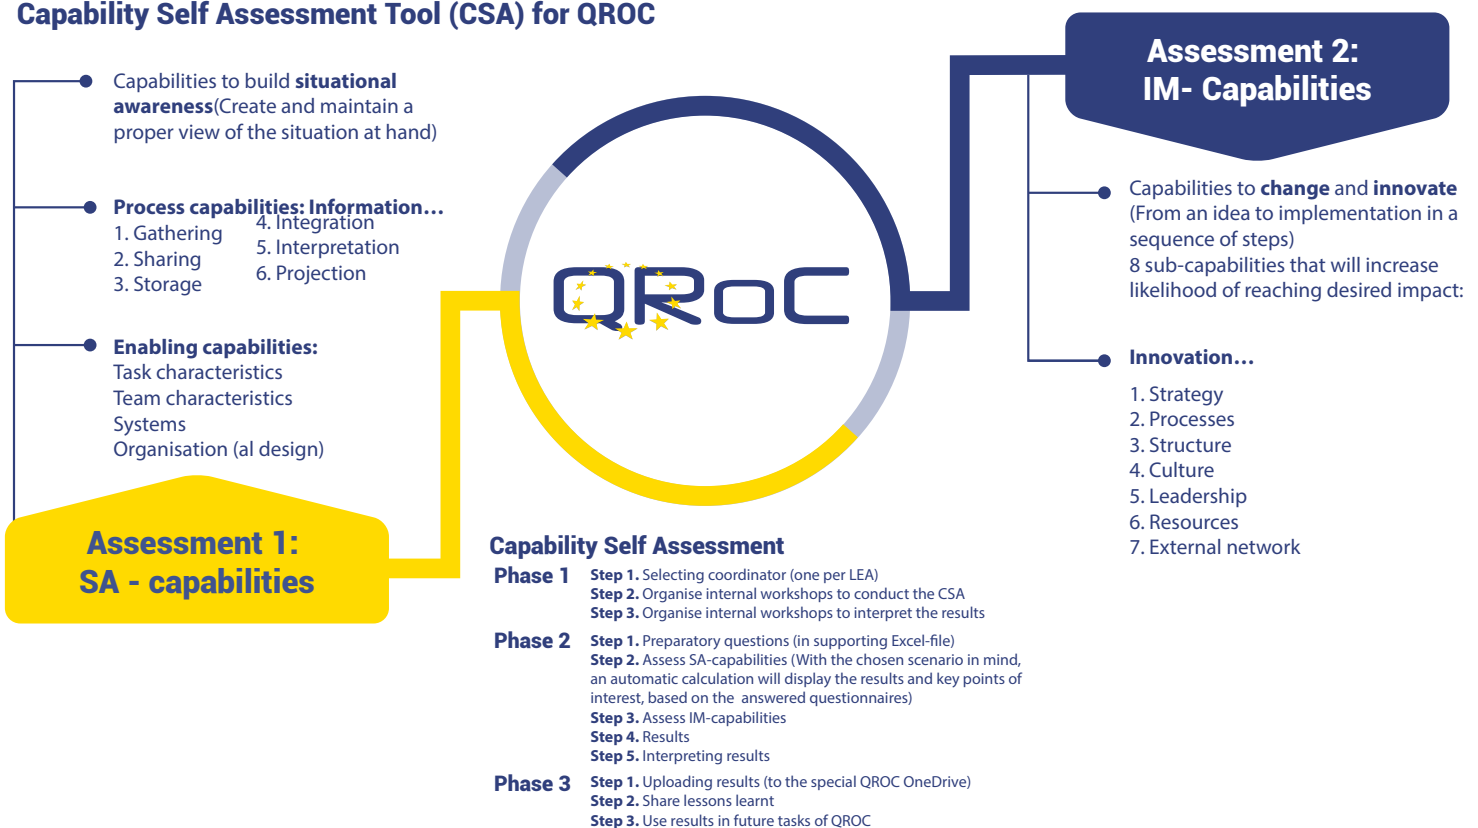 Capability Self Assessment Tool (CSA) for QROC
Capabilities to build situational
awareness(Create and maintain a
proper view of the situation at hand)
Process capabilities: Information...
1. Gathering
2. Sharing
3. Storage
4. Integration
5. Interpretation
6. Projection
Enabling capabilities:
Task characteristics
Team characteristics
Systems
Organisation (al design)
Assessment 1:
SA - capabilities
QRoC
Assessment 2:
IM- Capabilities
Capabilities to change and innovate
(From an idea to implementation in a
sequence of steps)
8 sub-capabilities that will increase
likelihood of reaching desired impact:
Innovation...
1. Strategy
2. Processes
3. Structure
4. Culture
5. Leadership
6. Resources
7. External network
Capability Self Assessment
Phase 1
Step 1. Selecting coordinator (one per LEA)
Step 2. Organise internal workshops to conduct the CSA
Step 3. Organise internal workshops to interpret the results
Phase 2
Step 1. Preparatory questions (in supporting Excel-file)
Step 2. Assess SA-capabilities (With the chosen scenario in mind,
an automatic calculation will display the results and key points of
interest, based on the answered questionnaires)
Step 3. Assess IM-capabilities
Step 4. Results
Step 5. Interpreting results
Phase 3
Step 1. Uploading results (to the special QROC OneDrive)
Step 2. Share lessons learnt
Step 3. Use results in future tasks of QROC